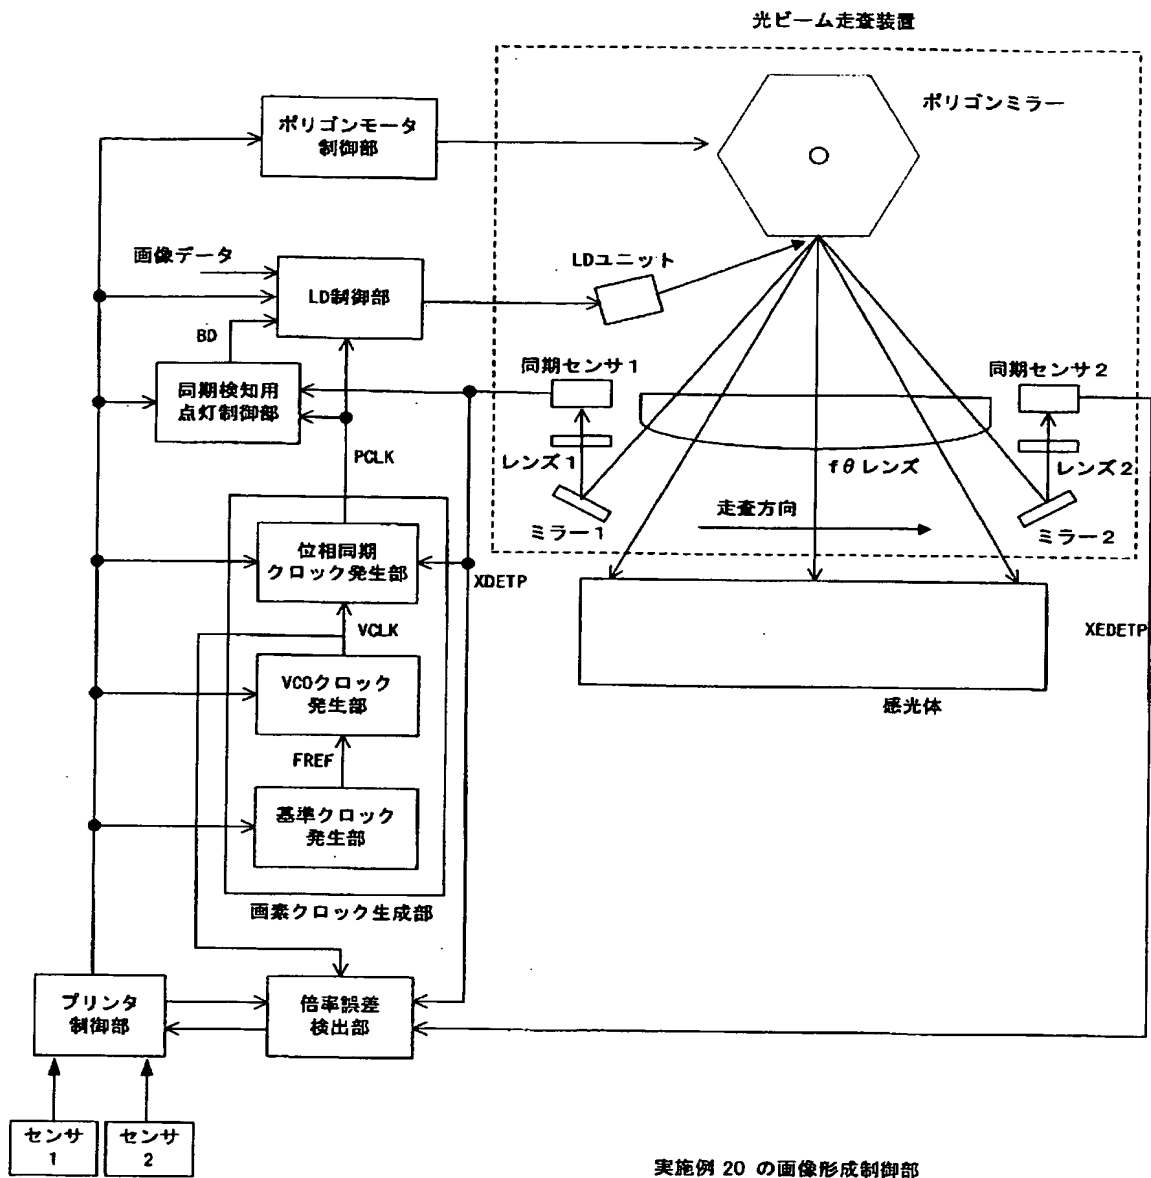 光ビーム走査装置
ポリゴンミラー
ポリゴンモータ
制御部
画像データ
LD制御部
LDユニット
BD
同期検知用
点灯制御部
PCLK
同期センサ1
同期センサ2
レンズ1
fθレンズ
レンズ2
走査方向
ミラー1
ミラー2
位相同期
クロック発生部
XDETP
VCLK
XEDETP
VCOクロック
発生部
感光体
FREF
基準クロック
発生部
画素クロック生成部
プリンタ
制御部
倍率誤差
検出部
センサ
1
センサ
2
実施例 20 の画像形成制御部